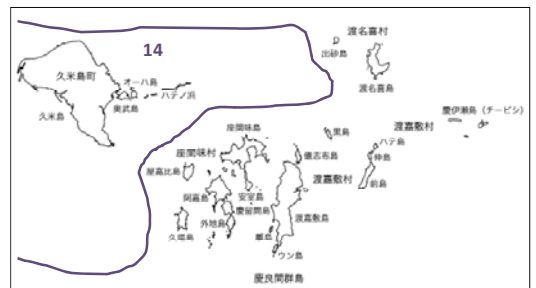 14
渡名喜村
出砂島
渡名喜島
久米島町
オーハ島
ハテノ浜
奥武島
久米島
慶伊瀬島（チービシ）
渡嘉敷村
黒島
ハテ島
仲島
前島
座間味島
座間味村
儀志布島
屋嘉比島
渡嘉敷村
安室島
阿嘉島
慶留間島
渡嘉敷島
外地島
久場島
離島
ウン島
慶良間群島